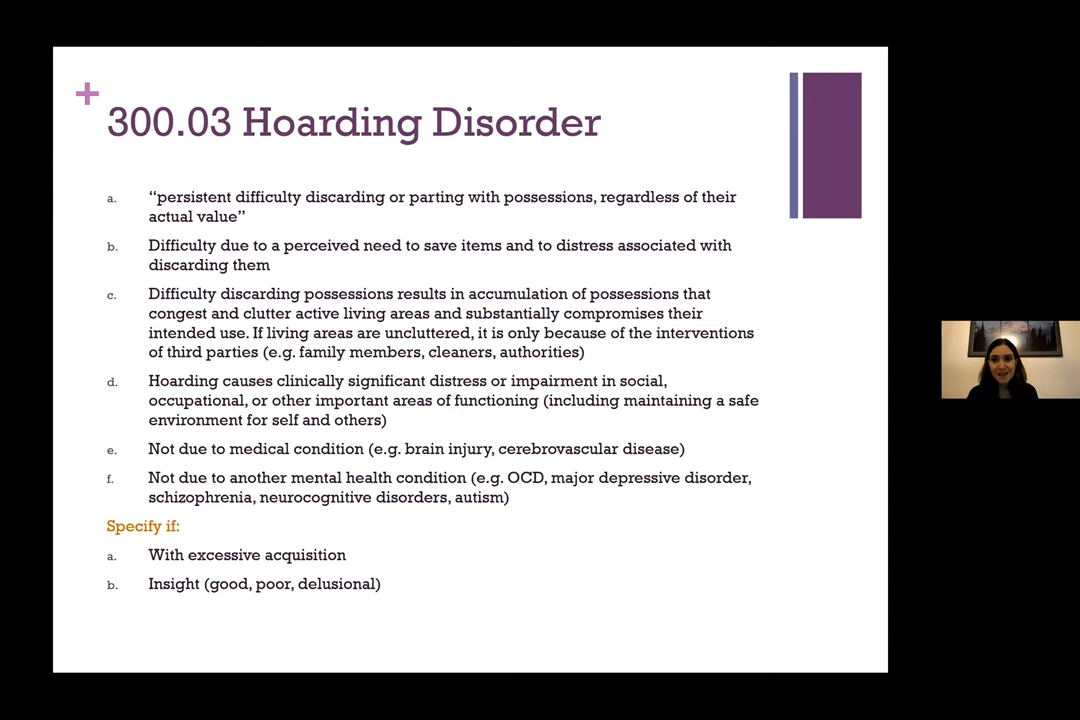 +
300.03 Hoarding Disorder
a. “persistent difficulty discarding or parting with possessions, regardless of their
actual value”
b. Difficulty due to a perceived need to save items and to distress associated with
discarding them
c. Difficulty discarding possessions results in accumulation of possessions that
congest and clutter active living areas and substantially compromises their
intended use. If living areas are uncluttered, it is only because of the interventions
of third parties (e.g. family members, cleaners, authorities)
d. Hoarding causes clinically significant distress or impairment in social,
occupational, or other important areas of functioning (including maintaining a safe
environment for self and others)
e. Not due to medical condition (e.g. brain injury, cerebrovascular disease)
f. Not due to another mental health condition (e.g. OCD, major depressive disorder,
schizophrenia, neurocognitive disorders, autism)
Specify if:
a. With excessive acquisition
b. Insight (good, poor, delusional)